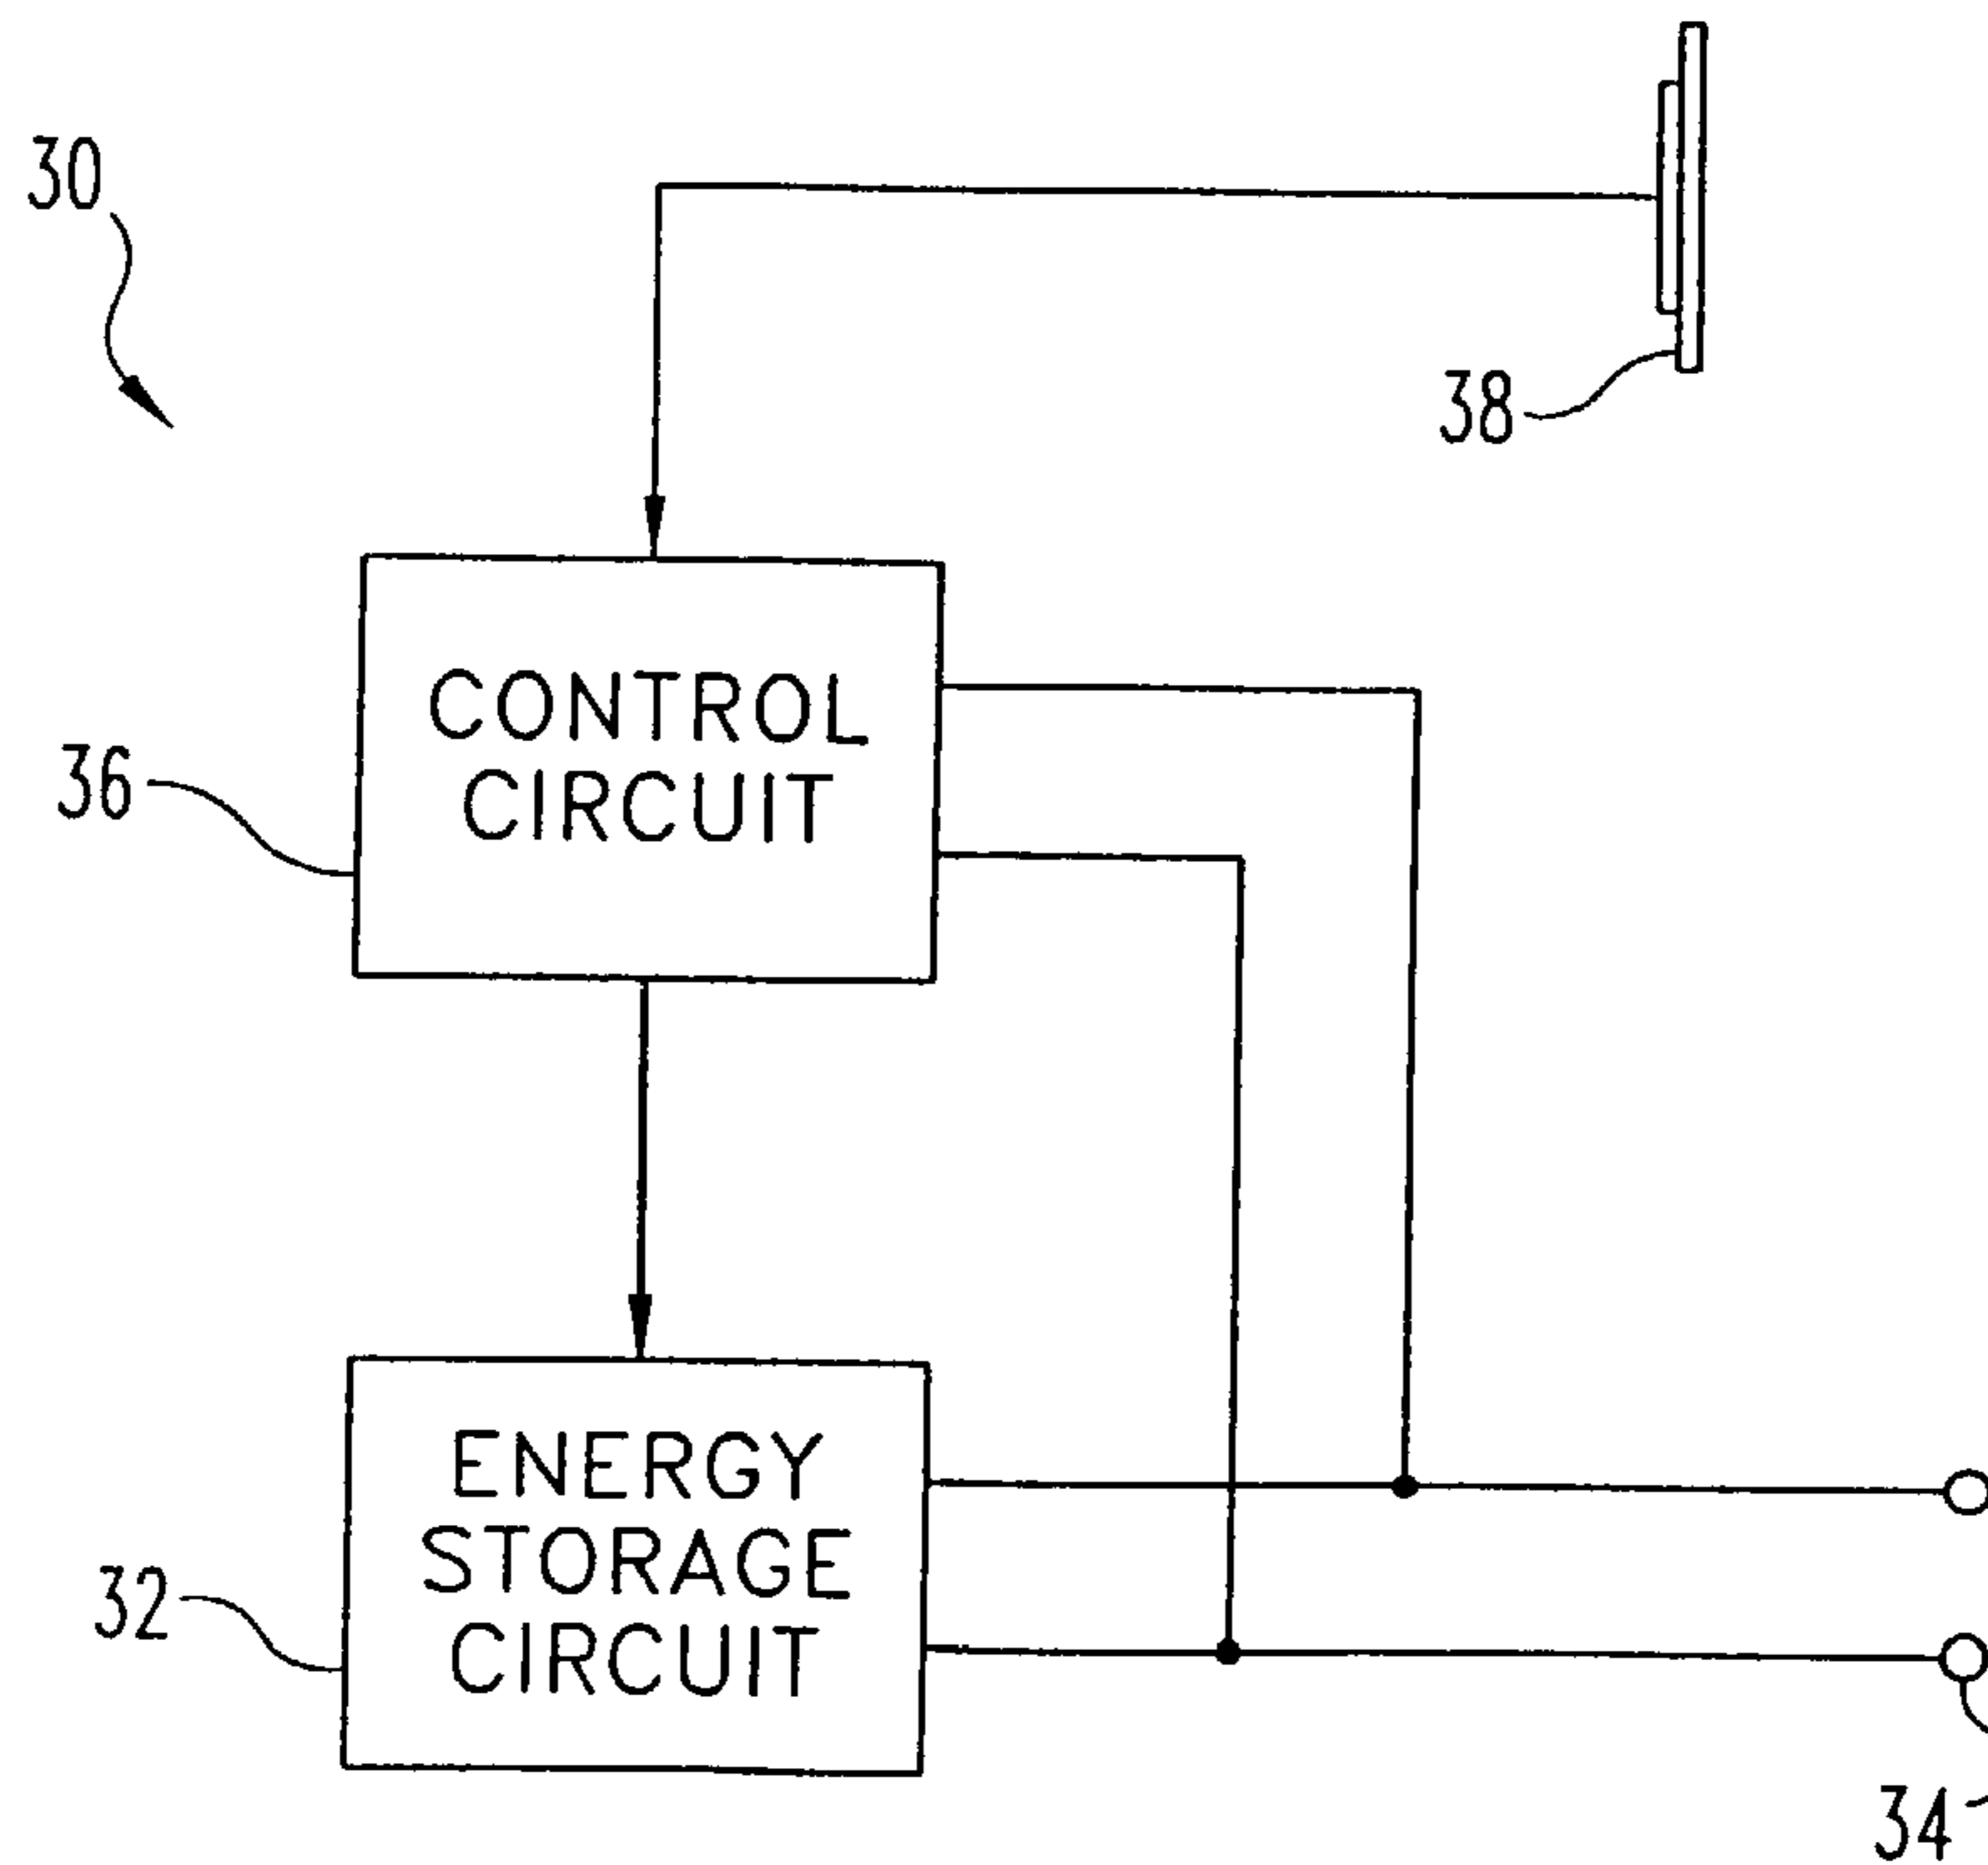 30
38
CONTROL
CIRCUIT
36
ENERGY
STORAGE
CIRCUIT
32
34